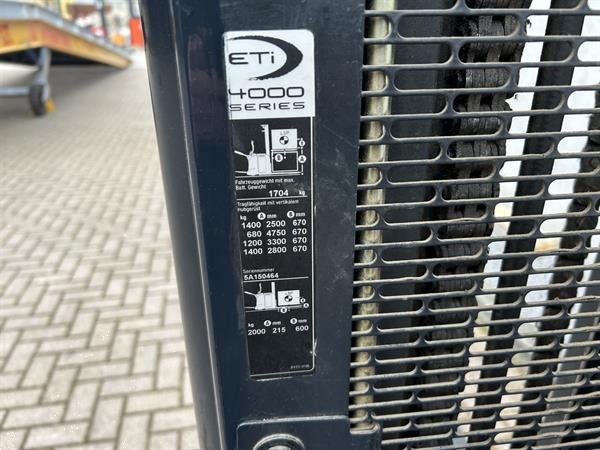 ETi
4000
SERIES
LSP
Fahrzeuggewicht mit max.
Batt. Gewicht
1704 kg
Tragfähigkeit mit vertikalem
Hubgerüst
kg A mm B mm
1400 2500 670
680 4750 670
1200 3300 670
1400 2800 670
Seriennummer
5A150464
kg A mm B mm
2000 215 600